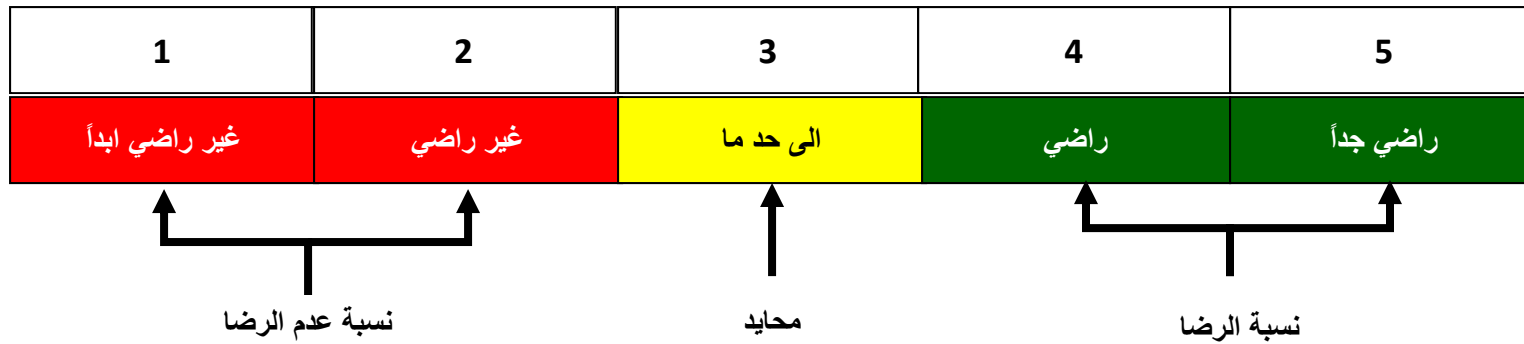 1 2 3 4 5
غير راضي ابداً غير راضي الى حد ما راضي راضي جداً
نسبة عدم الرضا محايد نسبة الرضا